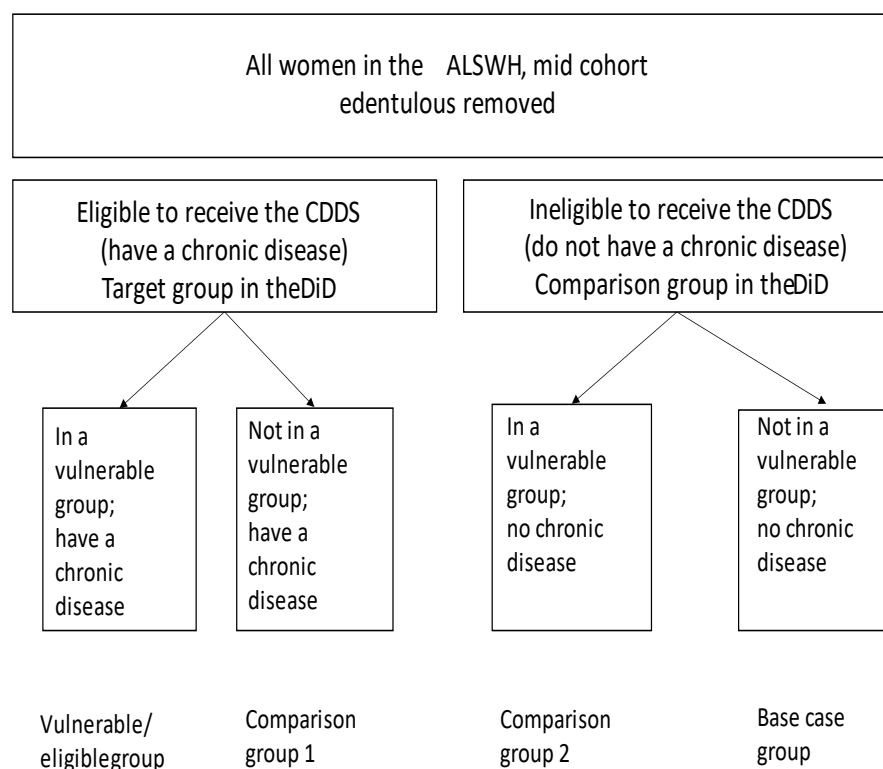 All women in the ALSWH, mid cohort
edentulous removed
Eligible to receive the CDDS
(have a chronic disease)
Target group in theDiD
Ineligible to receive the CDDS
(do not have a chronic disease)
Comparison group in theDiD
In a
vulnerable
group;
have a
chronic
disease
Not in a
vulnerable
group;
have a
chronic
disease
In a
vulnerable
group;
no chronic
disease
Not in a
vulnerable
group;
no chronic
disease
Vulnerable/
eligiblegroup
Comparison
group 1
Comparison
group 2
Base case
group